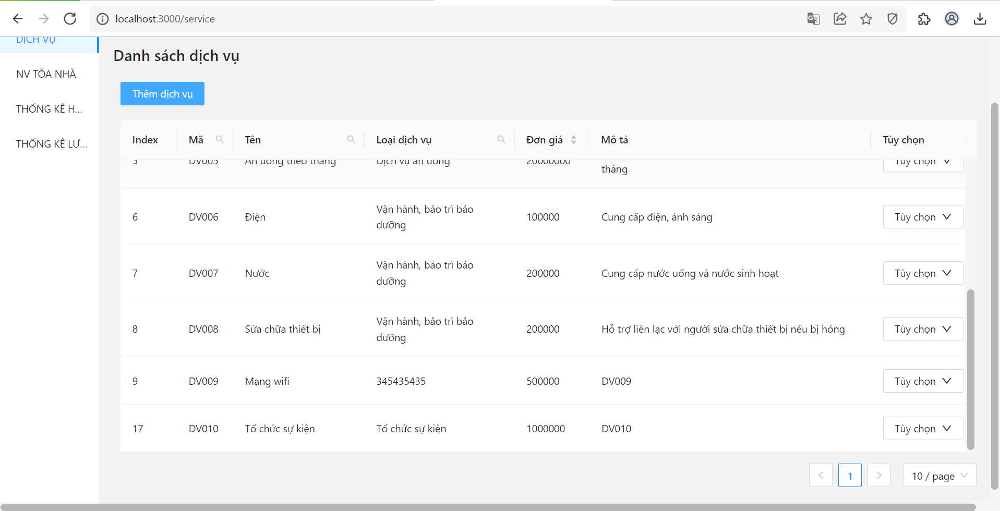 localhost:3000/service
DỊCH VỤ
NV TÒA NHÀ
THỐNG KÊ H...
THỐNG KÊ LƯ...
Danh sách dịch vụ
Thêm dịch vụ
Index Mã Tên Loại dịch vụ Đơn giá Mô tả Tùy chọn
5 DV005 Ăn uống theo tháng Dịch vụ ăn uống 20000000 tháng Tùy chọn
6 DV006 Điện Vận hành, bảo trì bảo dưỡng 100000 Cung cấp điện, ánh sáng Tùy chọn
7 DV007 Nước Vận hành, bảo trì bảo dưỡng 200000 Cung cấp nước uống và nước sinh hoạt Tùy chọn
8 DV008 Sửa chữa thiết bị Vận hành, bảo trì bảo dưỡng 200000 Hỗ trợ liên lạc với người sửa chữa thiết bị nếu bị hỏng Tùy chọn
9 DV009 Mạng wifi 345435435 500000 DV009 Tùy chọn
17 DV010 Tổ chức sự kiện Tổ chức sự kiện 1000000 DV010 Tùy chọn
< 1 > 10 / page